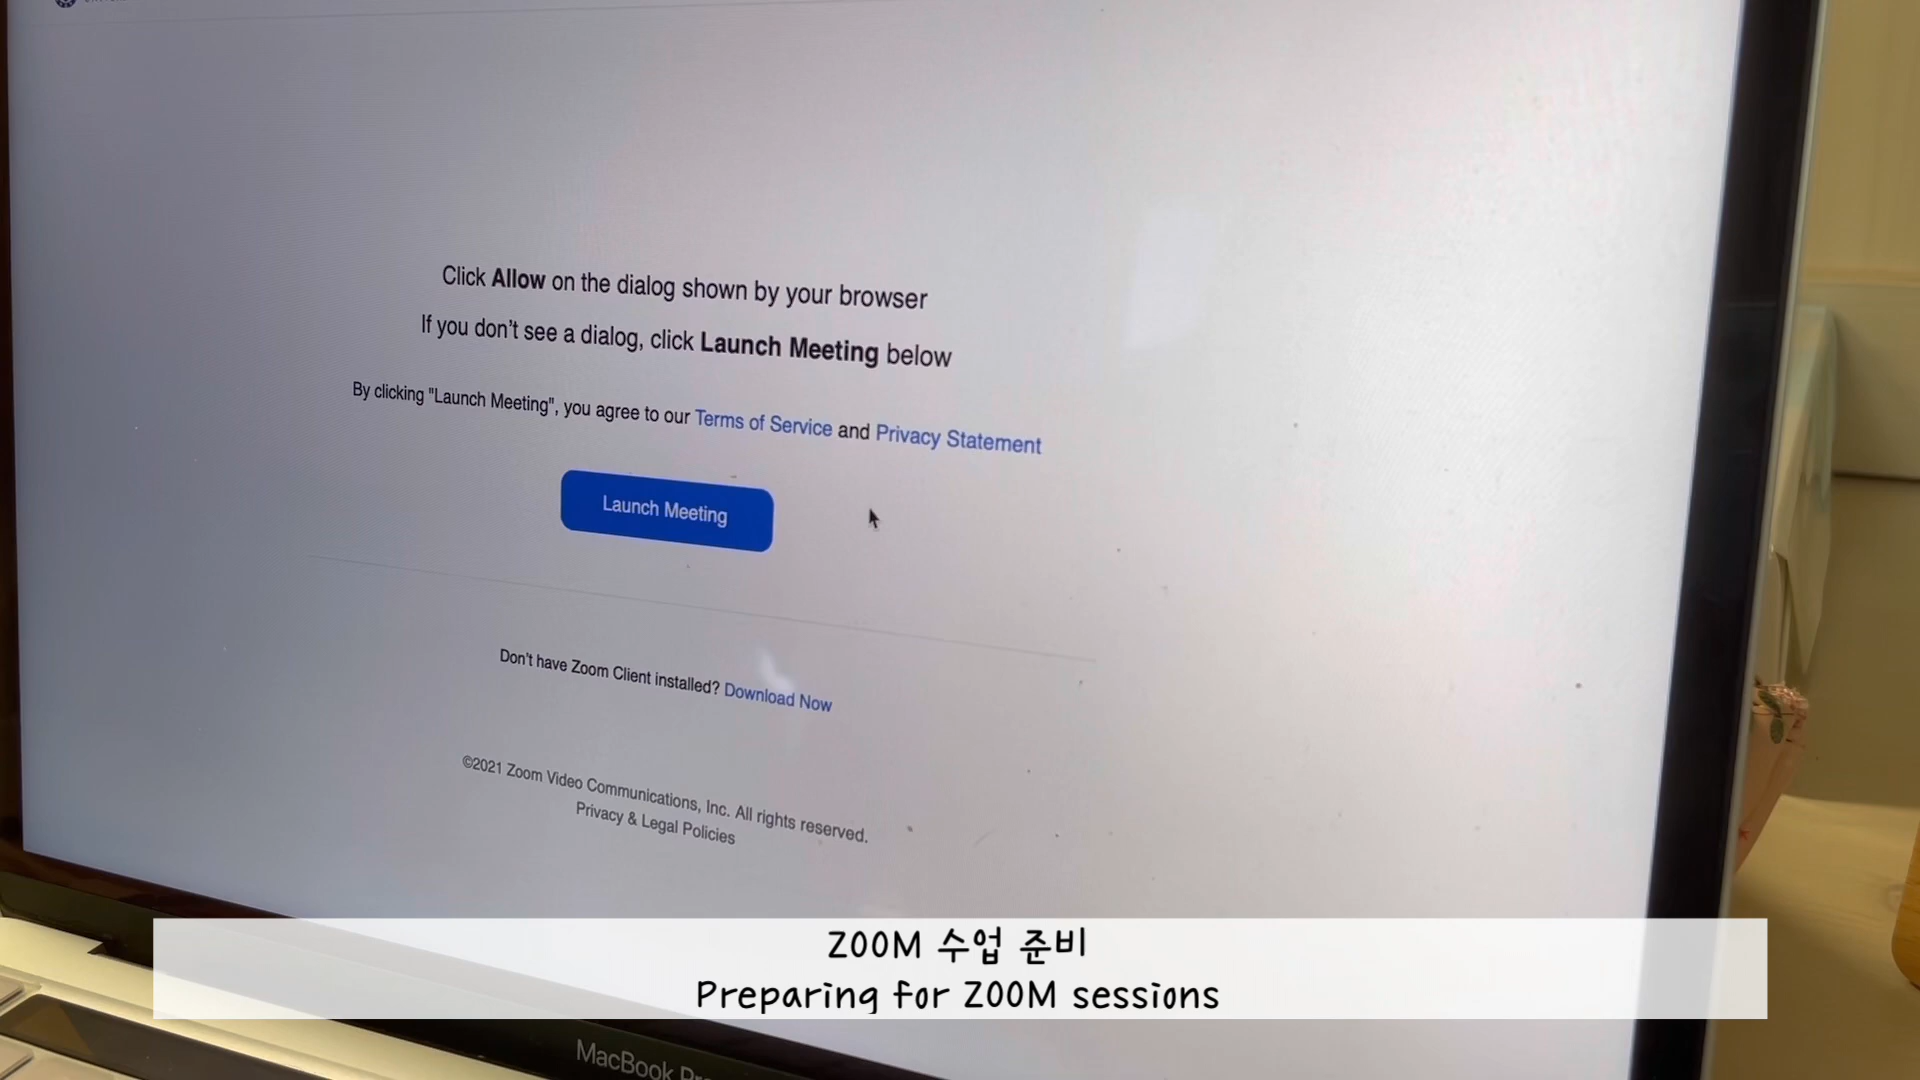 Click Allow on the dialog shown by your browser
If you don't see a dialog, click Launch Meeting below
By clicking "Launch Meeting", you agree to our Terms of Service and Privacy Statement
Launch Meeting
Don't have Zoom Client installed? Download Now
©2021 Zoom Video Communications, Inc. All rights reserved.
Privacy & Legal Policies
ZOOM 수업 준비
Preparing for ZOOM sessions
MacBook